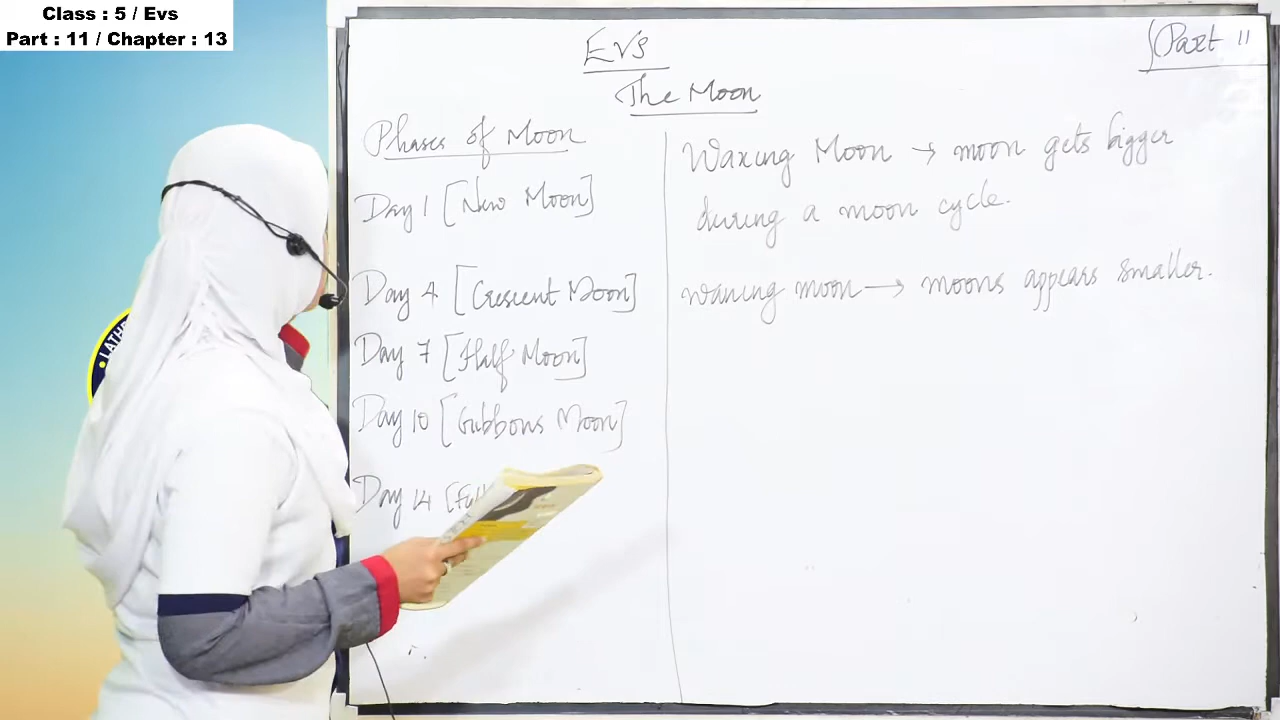 Class : 5 / Evs
Part : 11 / Chapter : 13
EVS
Part 11
The Moon
Phases of Moon
Day 1 [New Moon]
Day 4 [Crescent Moon]
Day 7 [Half Moon]
Day 10 [Gibbons Moon]
Day 14 [Full
Waxing Moon → moon gets bigger
during a moon cycle.
waning moon → moons appears smaller.
LATH